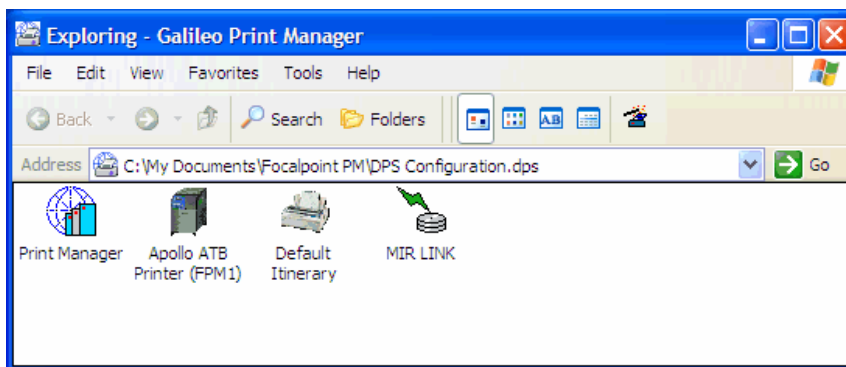 Exploring - Galileo Print Manager
File Edit View Favorites Tools Help
Back Search Folders AB
Address C:\My Documents\Focalpoint PM\DPS Configuration.dps Go
Print Manager Apollo ATB Default MIR LINK
Printer (FPM1) Itinerary